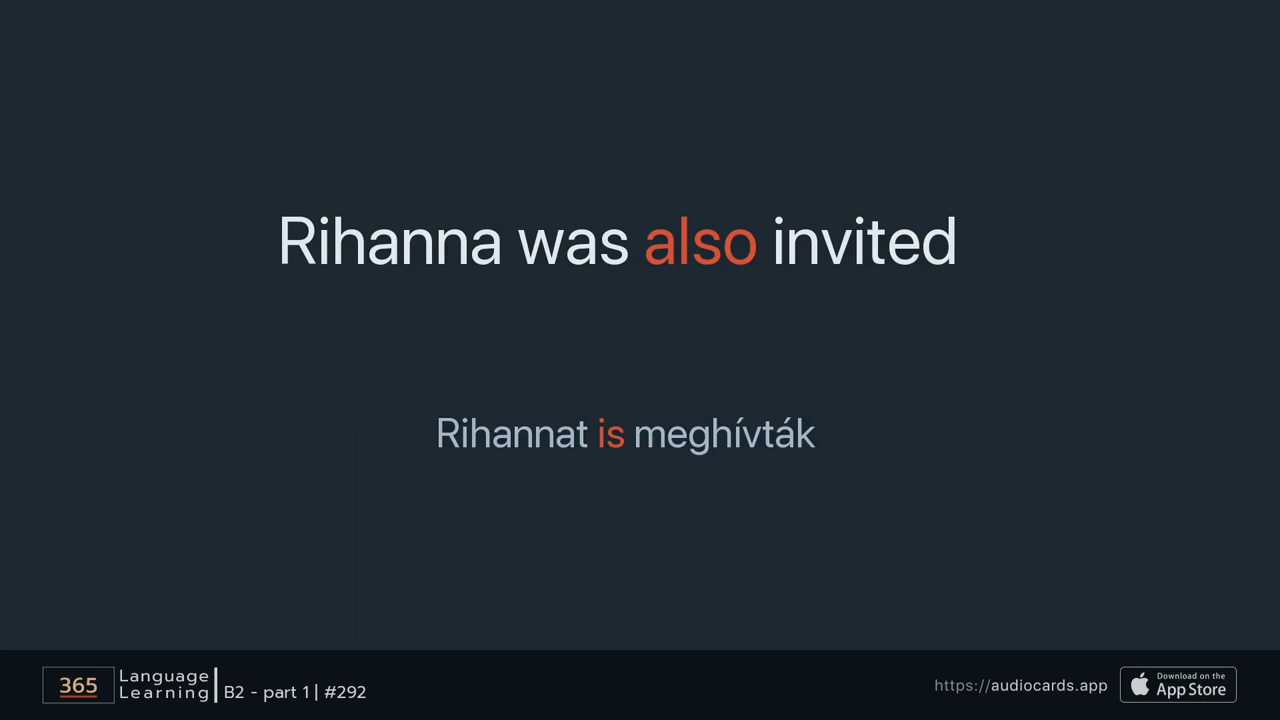 Rihanna was also invited
Rihannat is meghívták
365
Language
Learning
B2 - part 1 | #292
https://audiocards.app
Download on the
App Store